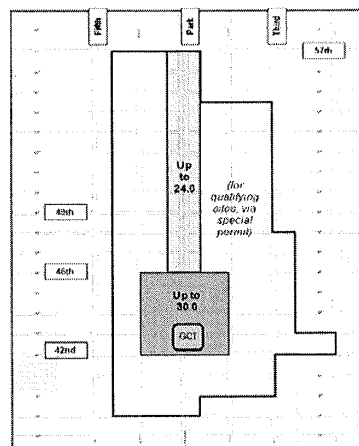 Fifth
Park
Third
57th
Up
to
24.0
(for
qualifying
sites, via
special
permit)
49th
46th
Up to
30.0
GCT
42nd